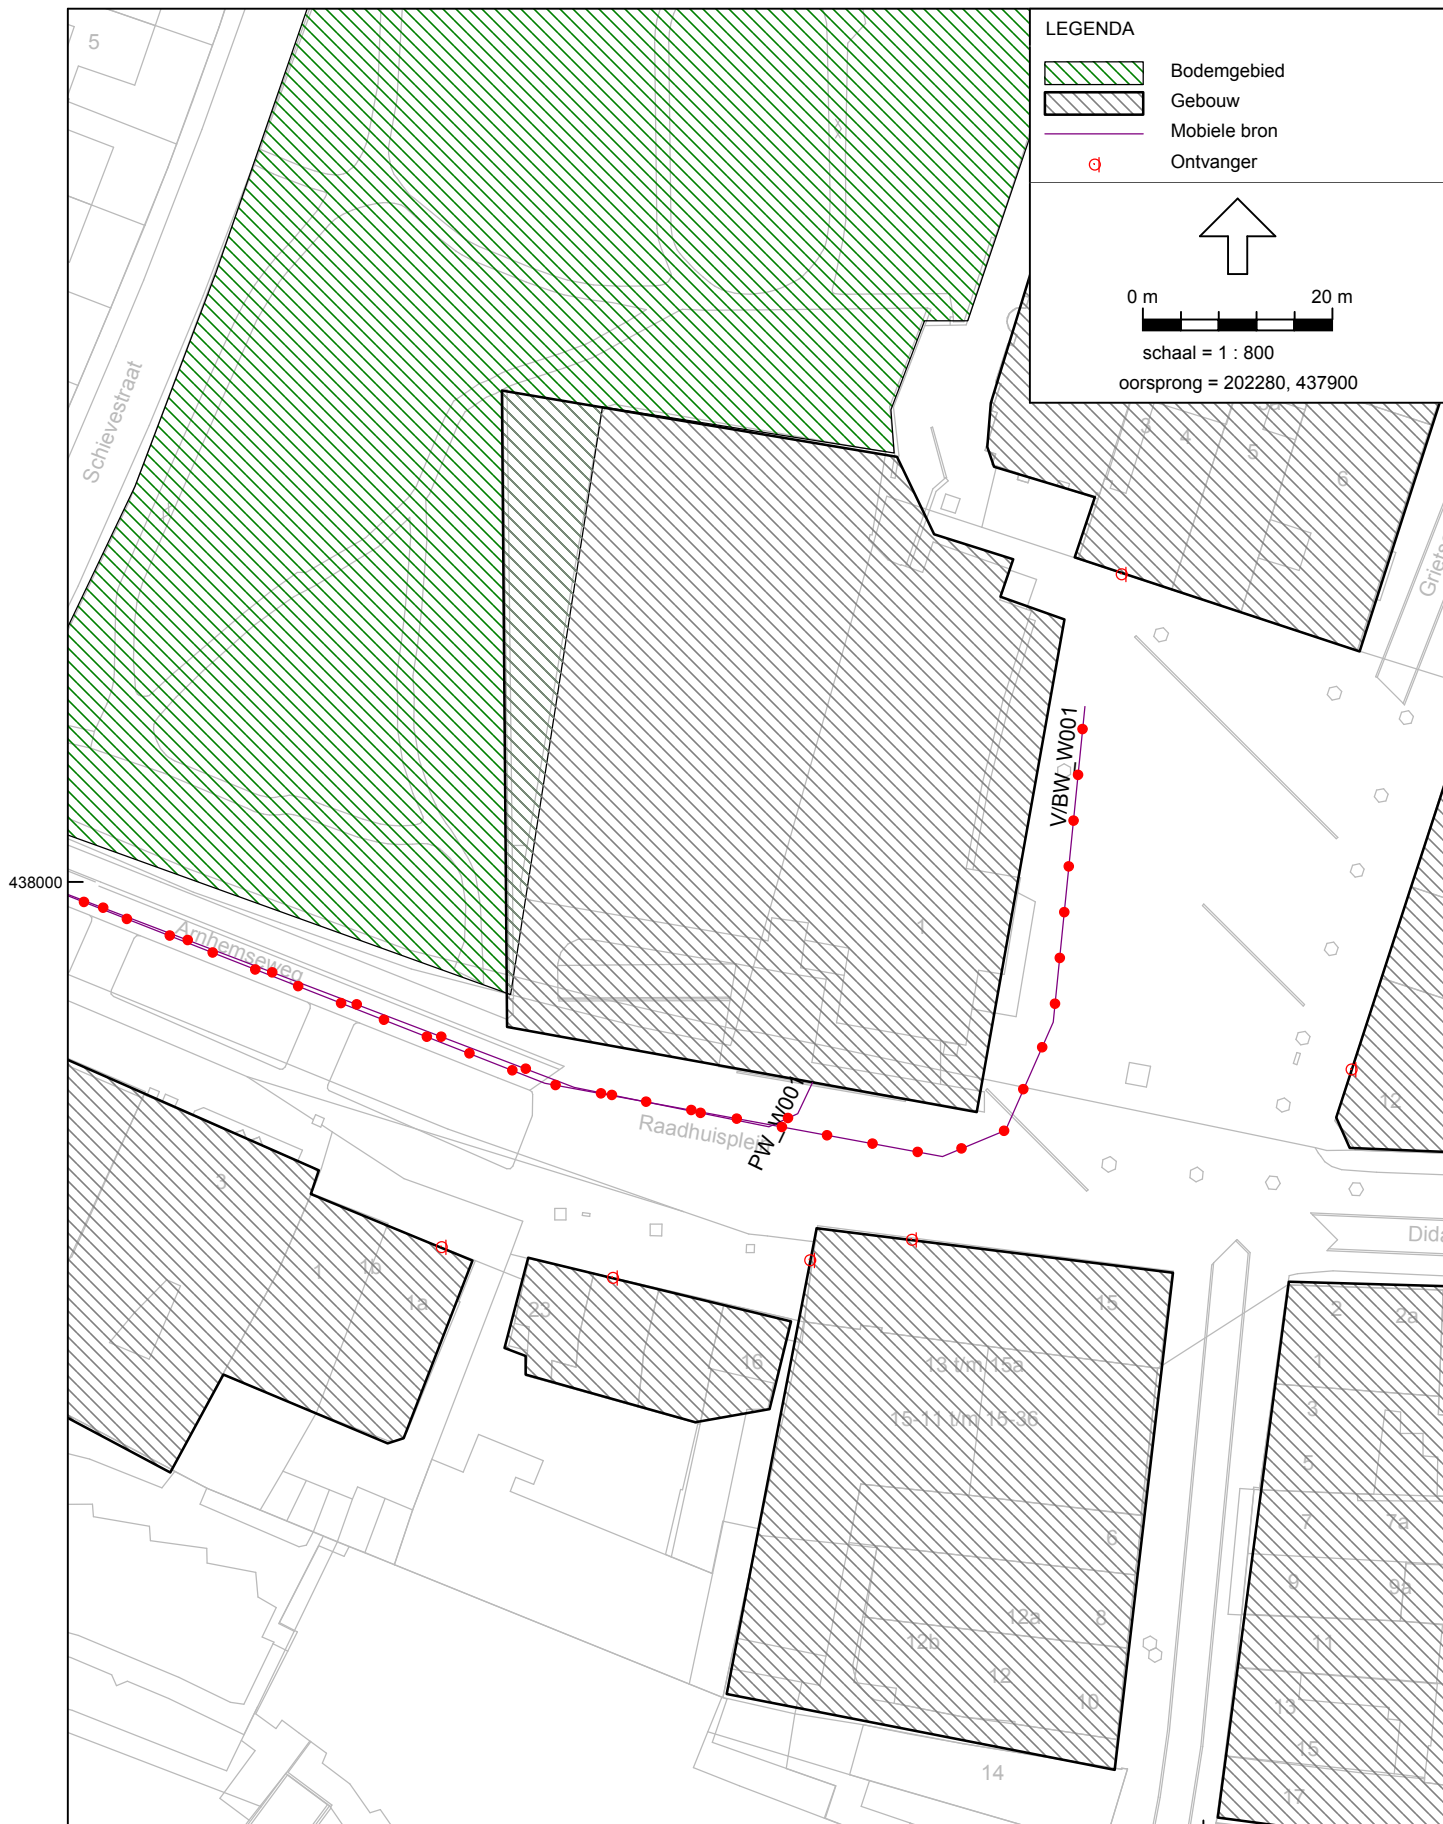 LEGENDA
Bodemgebied
Gebouw
Mobiele bron
Ontvanger
0 m 20 m
schaal = 1 : 800
oorsprong = 202280, 437900
5
Schievestraat
3
4
5
6
V/BW_W001
438000
Arnhemseweg
PW_W001
12
3
1
1b
1a
23
16
15
13 t/m 15a
15-11 t/m 15-36
6
12a
8
12b
12
10
14
2
2a
1
3
5
7
7a
9
9a
11
13
15
17